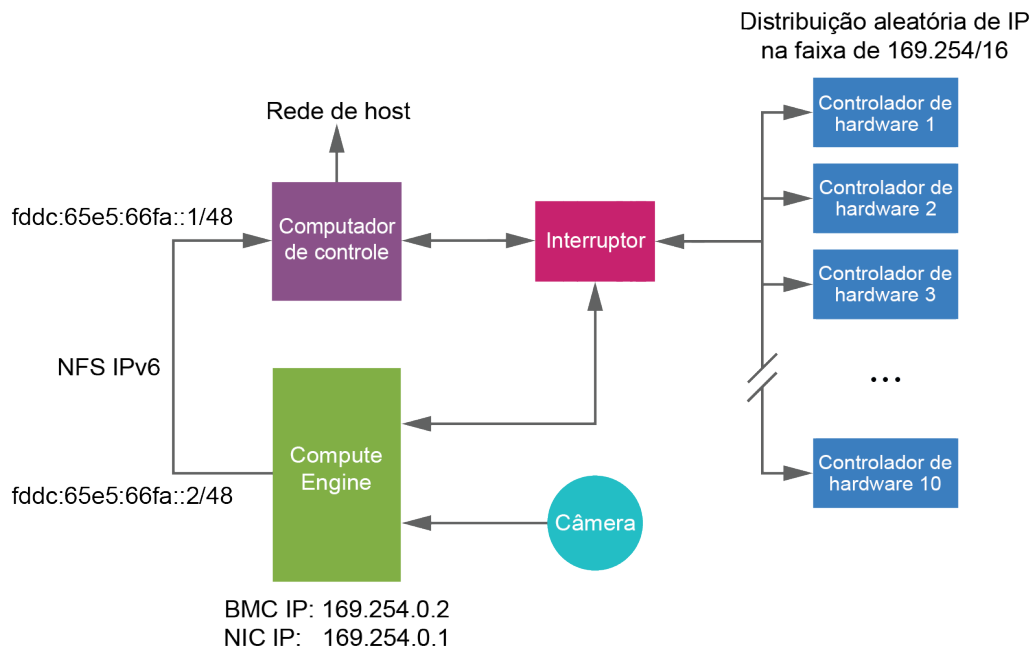 Distribuição aleatória de IP
na faixa de 169.254/16
Controlador de
hardware 1
Rede de host
Controlador de
hardware 2
fddc:65e5:66fa::1/48
Computador
de controle
Interruptor
Controlador de
hardware 3
NFS IPv6
...
Compute
Engine
Controlador de
hardware 10
fddc:65e5:66fa::2/48
Câmera
BMC IP: 169.254.0.2
NIC IP: 169.254.0.1